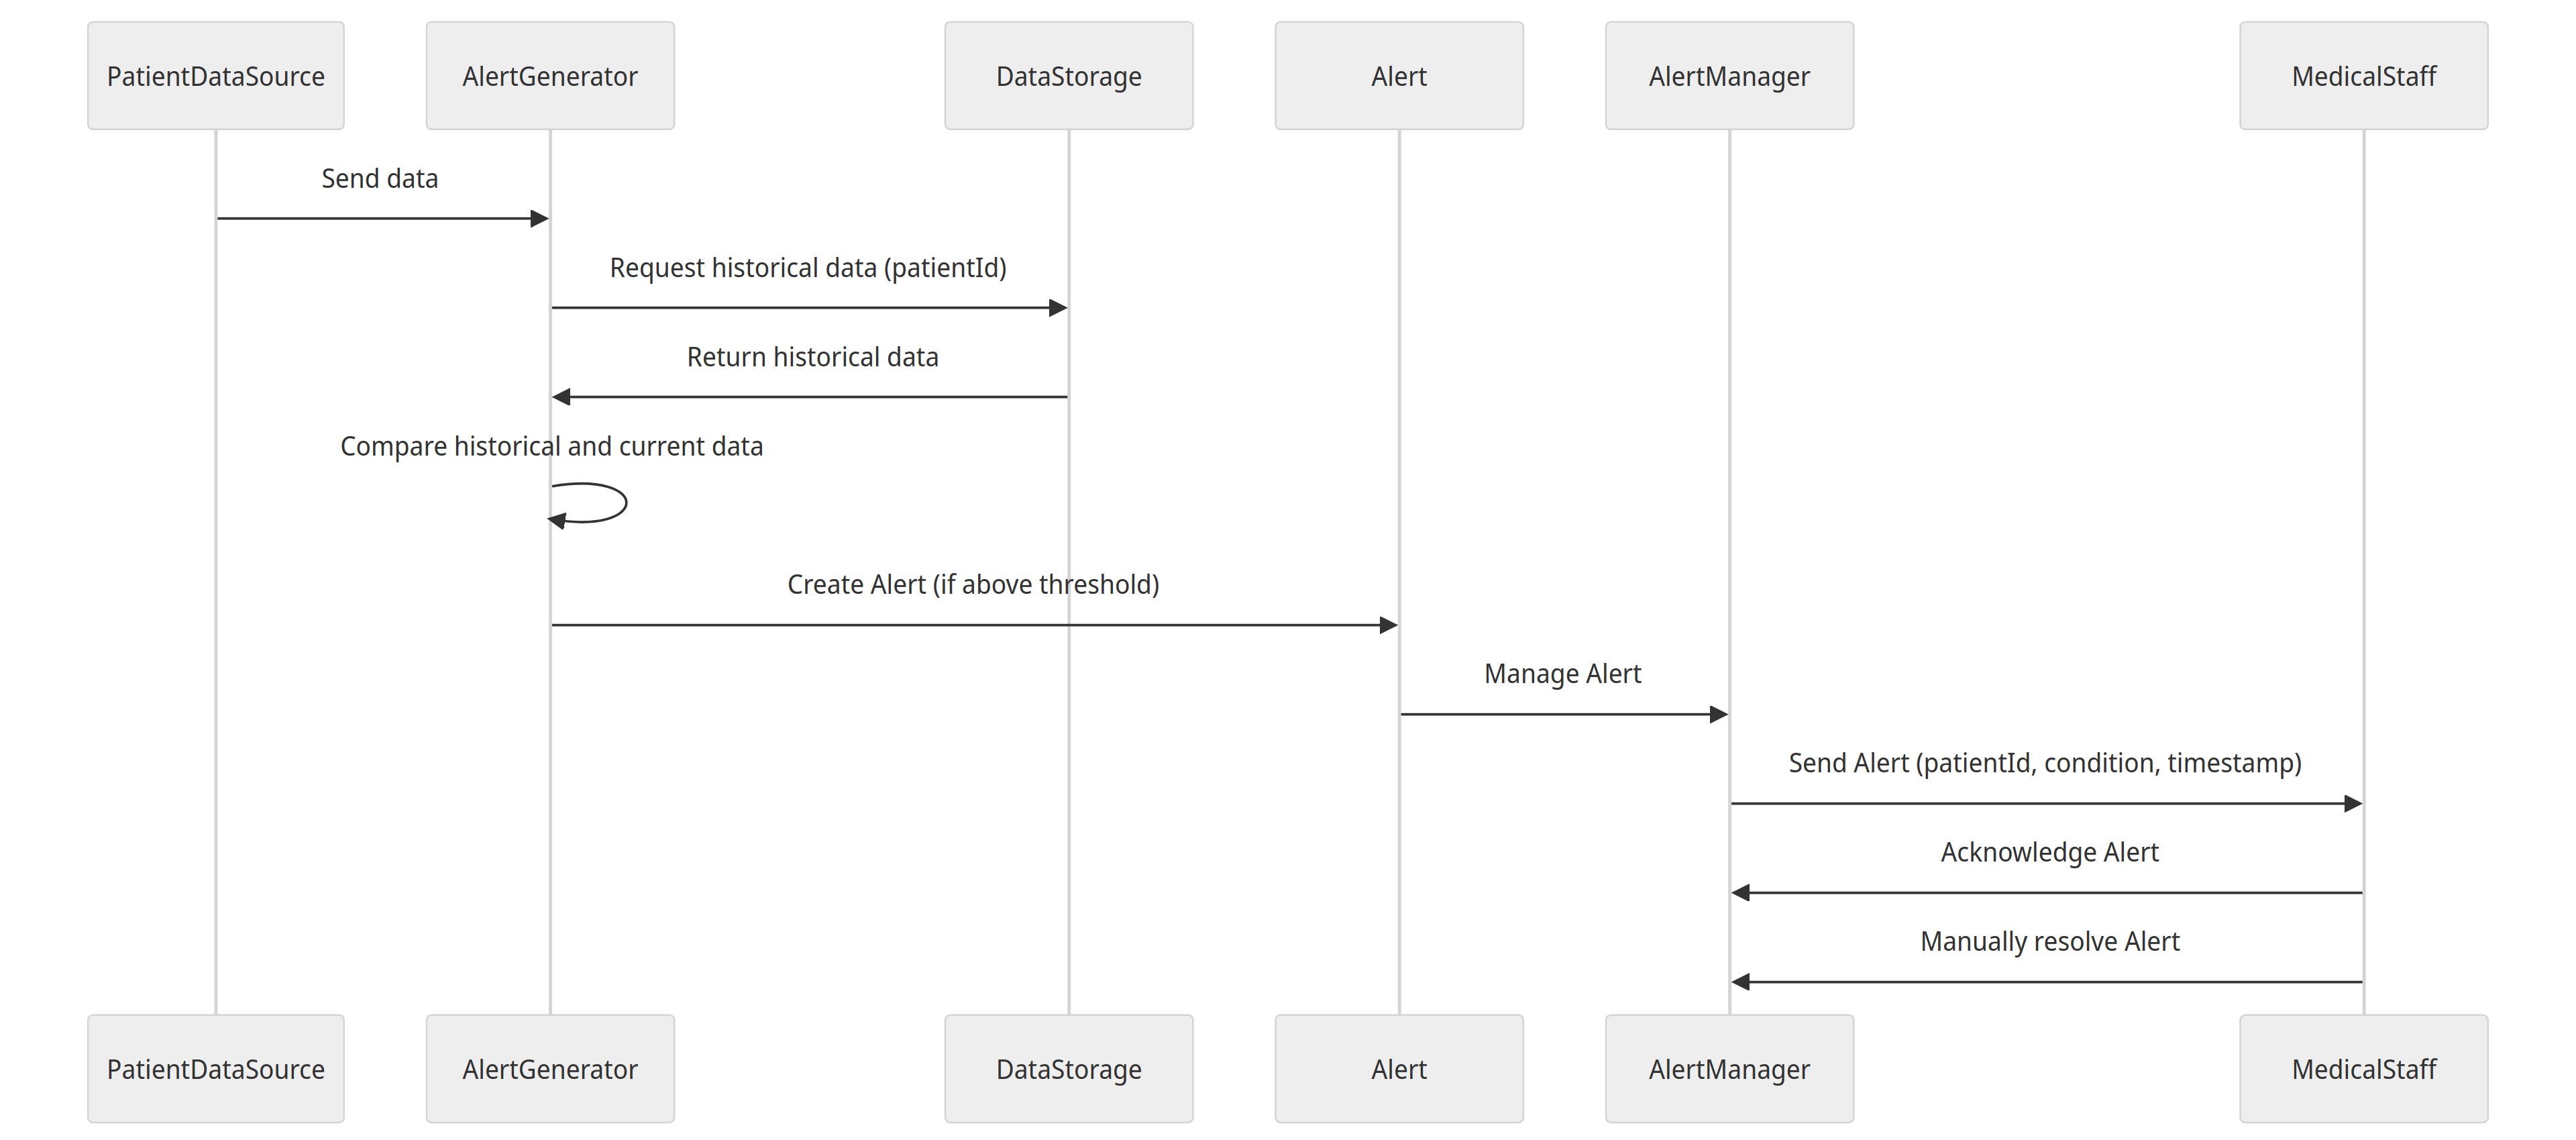 PatientDataSource
AlertGenerator
DataStorage
Alert
AlertManager
MedicalStaff
Send data
Request historical data (patientId)
Return historical data
Compare historical and current data
Create Alert (if above threshold)
Manage Alert
Send Alert (patientId, condition, timestamp)
Acknowledge Alert
Manually resolve Alert
PatientDataSource
AlertGenerator
DataStorage
Alert
AlertManager
MedicalStaff